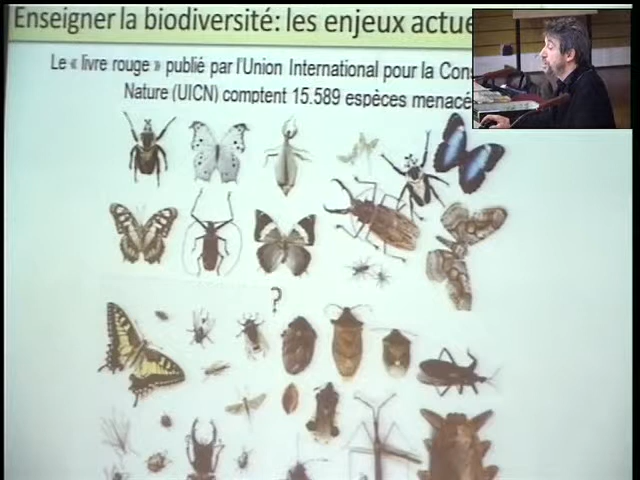 Enseigner la biodiversité: les enjeux actue
Le « livre rouge » publié par l'Union International pour la Cons
Nature (UICN) comptent 15.589 espèces menacé
?